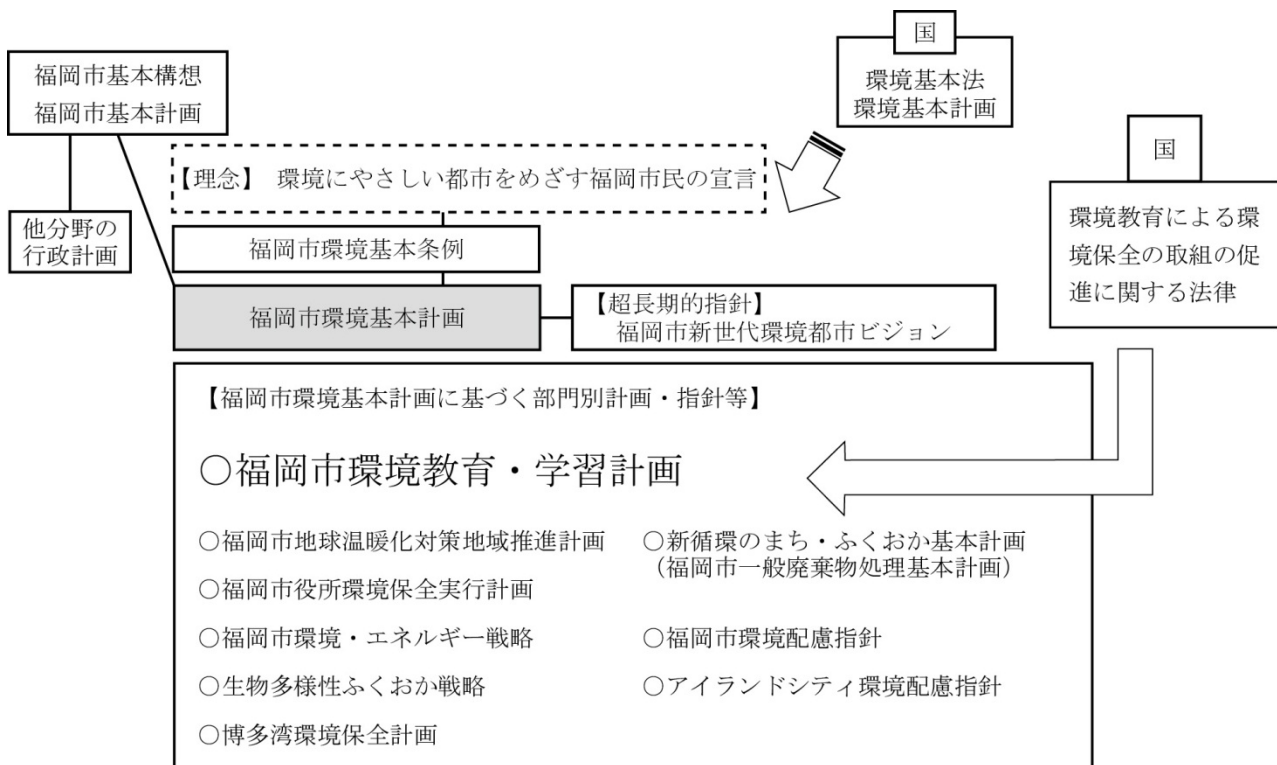 国
環境基本法
環境基本計画
福岡市基本構想
福岡市基本計画
国
環境教育による環
境保全の取組の促
進に関する法律
【理念】 環境にやさしい都市をめざす福岡市民の宣言
他分野の
行政計画
福岡市環境基本条例
福岡市環境基本計画
【超長期的指針】
福岡市新世代環境都市ビジョン
【福岡市環境基本計画に基づく部門別計画・指針等】
○福岡市環境教育・学習計画
○福岡市地球温暖化対策地域推進計画
○福岡市役所環境保全実行計画
○福岡市環境・エネルギー戦略
○生物多様性ふくおか戦略
○博多湾環境保全計画
○新循環のまち・ふくおか基本計画
（福岡市一般廃棄物処理基本計画）
○福岡市環境配慮指針
○アイランドシティ環境配慮指針